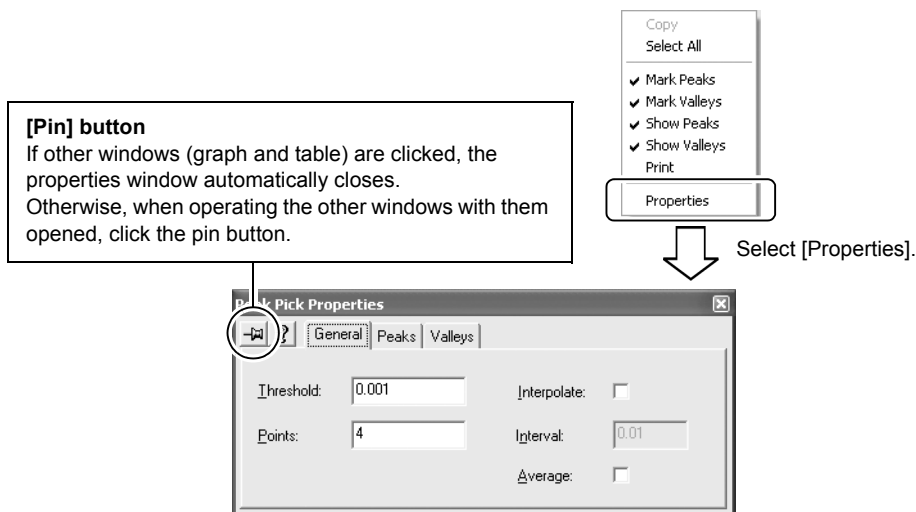 Copy
Select All
Mark Peaks
Mark Valleys
Show Peaks
Show Valleys
Print
Properties
Select [Properties].
[Pin] button
If other windows (graph and table) are clicked, the
properties window automatically closes.
Otherwise, when operating the other windows with them
opened, click the pin button.
Peak Pick Properties
? General Peaks Valleys
Threshold: 0.001 Interpolate:
Points: 4 Interval: 0.01
Average: